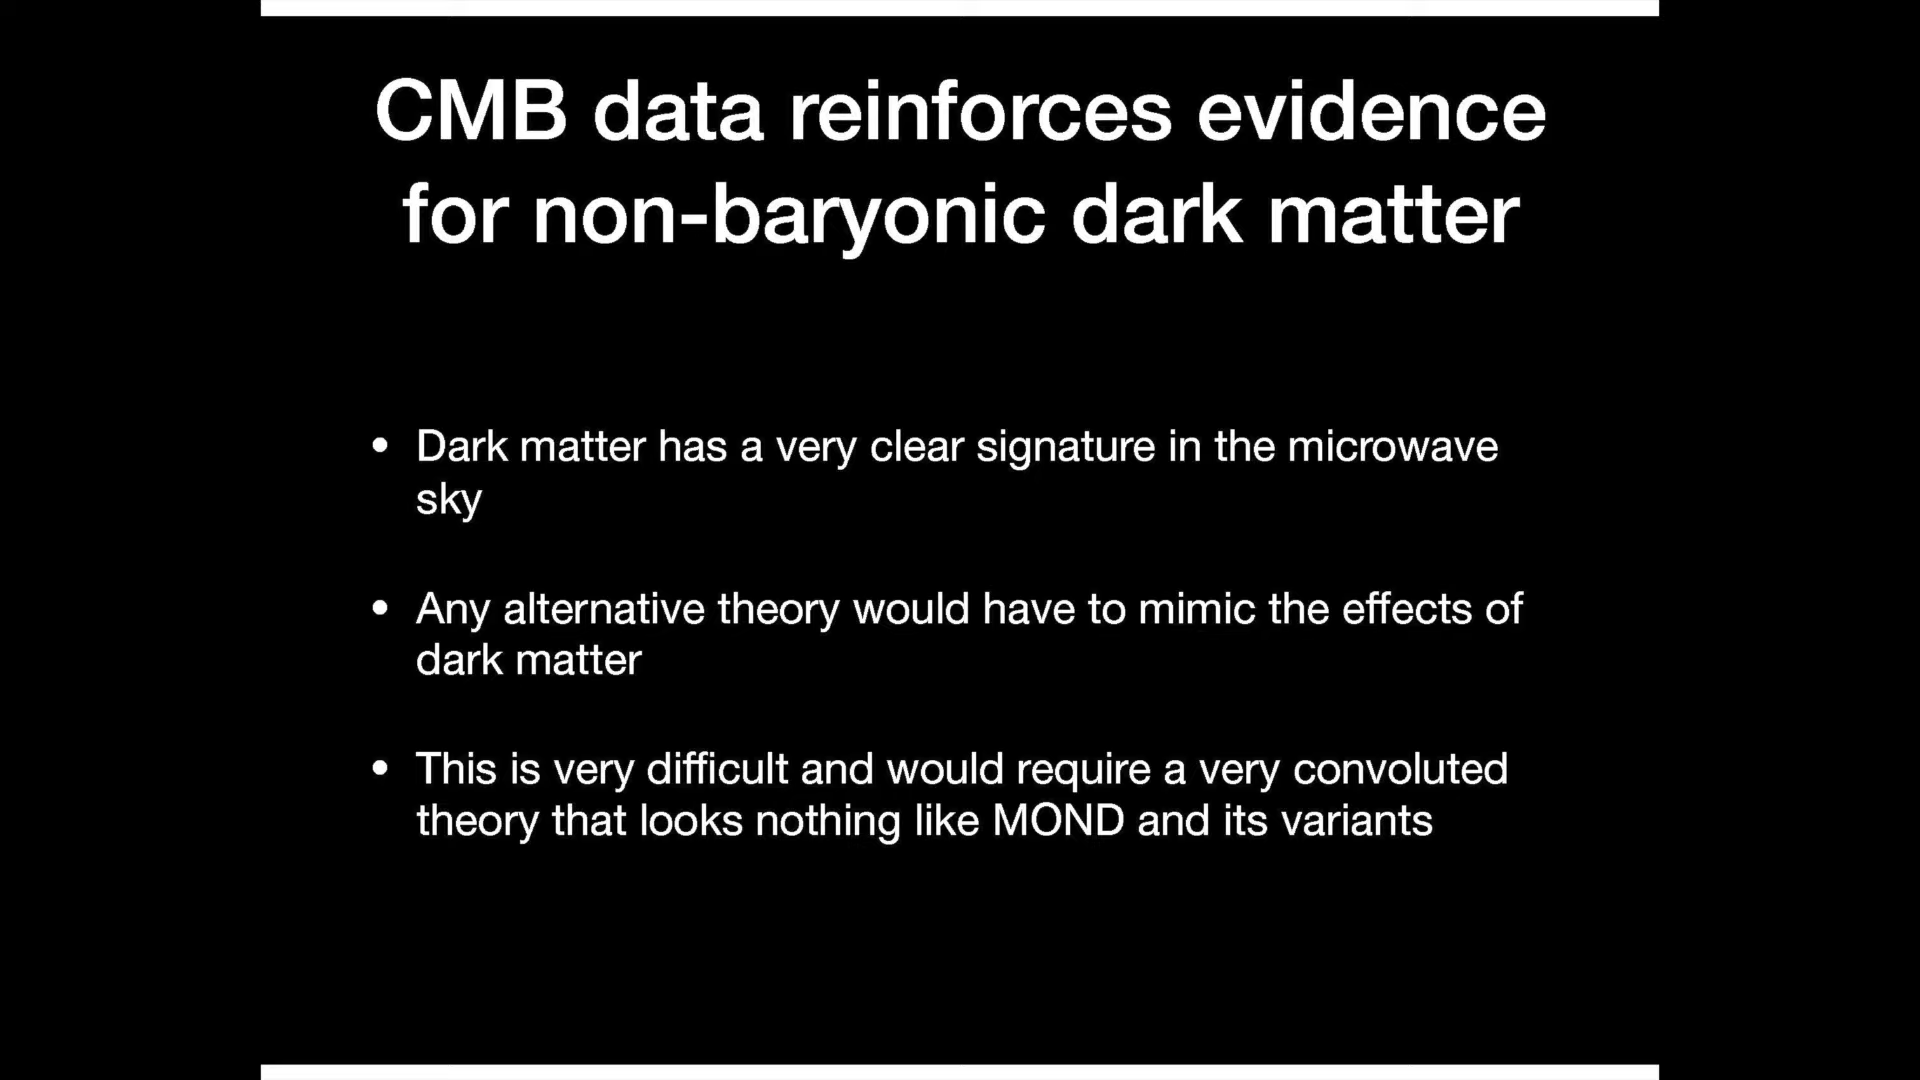 CMB data reinforces evidence
for non-baryonic dark matter
• Dark matter has a very clear signature in the microwave
sky
• Any alternative theory would have to mimic the effects of
dark matter
• This is very difficult and would require a very convoluted
theory that looks nothing like MOND and its variants